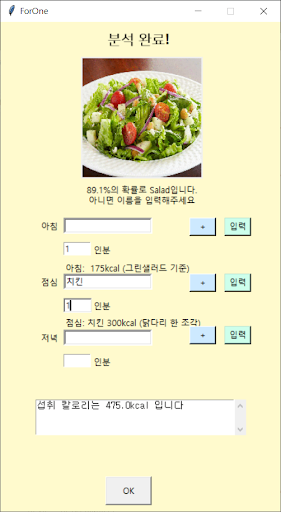 ForOne
분석 완료!
89.1%의 확률로 Salad입니다.
아니면 이름을 입력해주세요
아침 + 입력
1 인분
아침: 175kcal (그린샐러드 기준)
점심 치킨 + 입력
1 인분
점심: 치킨 300kcal (닭다리 한 조각)
저녁 + 입력
인분
섭취 칼로리는 475.0kcal 입니다
OK